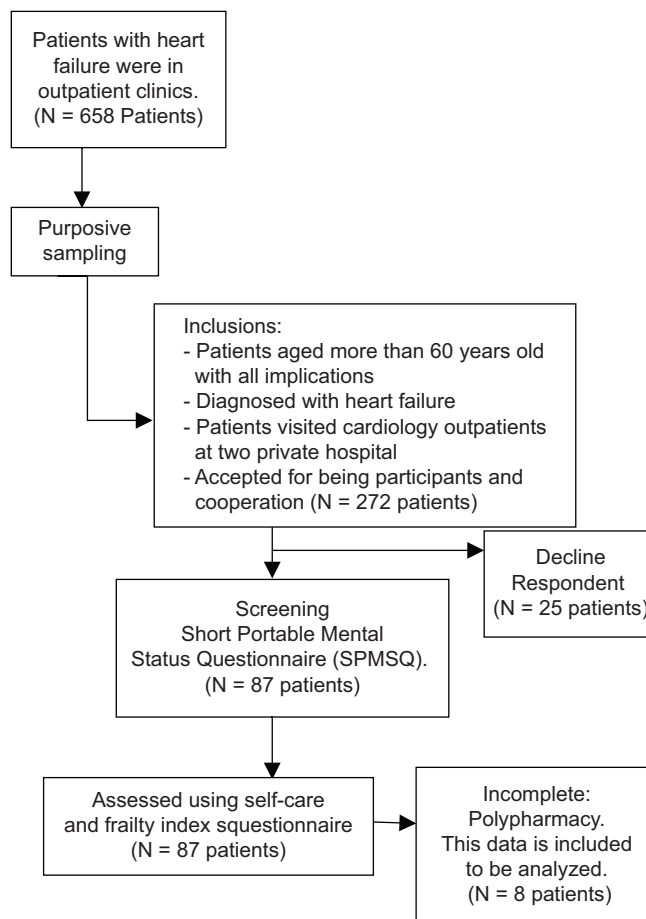 Patients with heart
failure were in
outpatient clinics.
(N = 658 Patients)
Purposive
sampling
Inclusions:
- Patients aged more than 60 years old
with all implications
- Diagnosed with heart failure
- Patients visited cardiology outpatients
at two private hospital
- Accepted for being participants and
cooperation (N = 272 patients)
Decline
Respondent
(N = 25 patients)
Screening
Short Portable Mental
Status Questionnaire (SPMSQ).
(N = 87 patients)
Assessed using self-care
and frailty index squestionnaire
(N = 87 patients)
Incomplete:
Polypharmacy.
This data is included
to be analyzed.
(N = 8 patients)